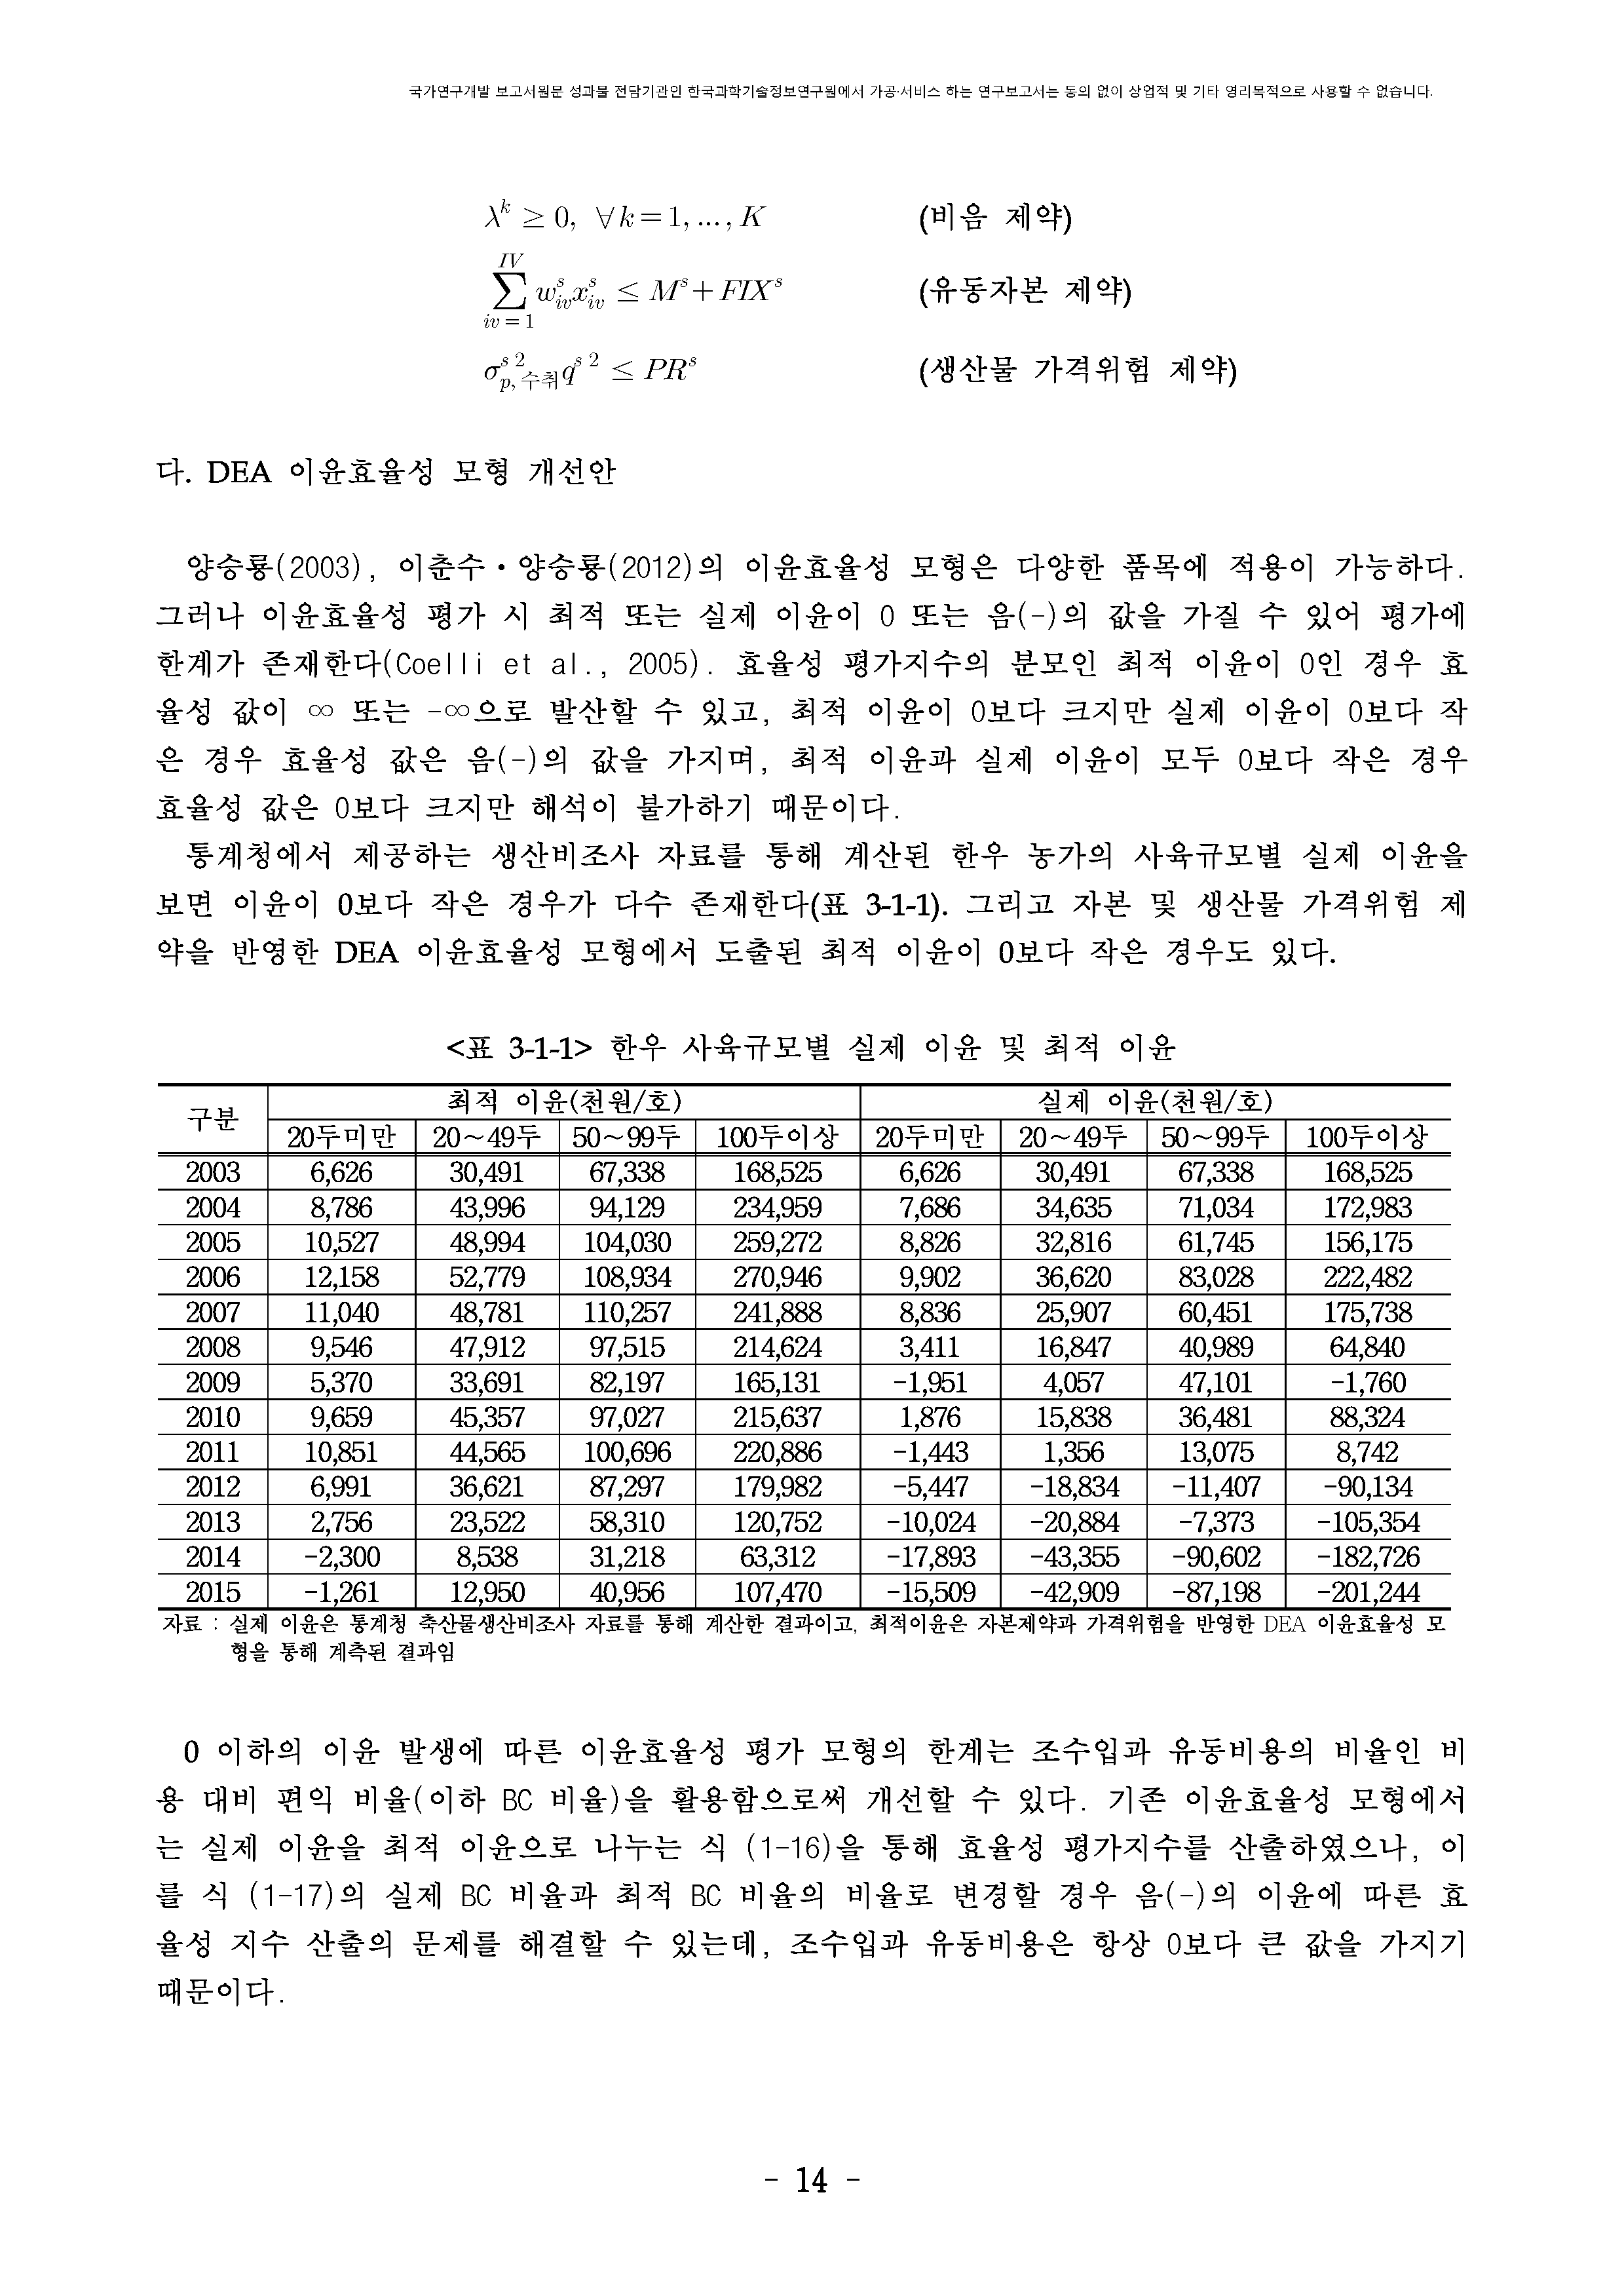 국가연구개발 보고서원문 성과물 전담기관인 한국과학기술정보연구원에서 가공·서비스 하는 연구보고서는 동의 없이 상업적 및 기타 영리목적으로 사용할 수 없습니다.
λ^k ≥ 0, ∀k = 1, ..., K (비음 제약)
∑_{iv=1}^{IV} w_{iv}^s x_{iv}^s ≤ M^s + FIX^s (유동자본 제약)
σ_{p, 수취}^{s 2} q^{s 2} ≤ PR^s (생산물 가격위험 제약)
다. DEA 이윤효율성 모형 개선안
양승룡(2003), 이춘수・양승룡(2012)의 이윤효율성 모형은 다양한 품목에 적용이 가능하다.
그러나 이윤효율성 평가 시 최적 또는 실제 이윤이 0 또는 음(-)의 값을 가질 수 있어 평가에
한계가 존재한다(Coelli et al., 2005). 효율성 평가지수의 분모인 최적 이윤이 0인 경우 효
율성 값이 ∞ 또는 -∞으로 발산할 수 있고, 최적 이윤이 0보다 크지만 실제 이윤이 0보다 작
은 경우 효율성 값은 음(-)의 값을 가지며, 최적 이윤과 실제 이윤이 모두 0보다 작은 경우
효율성 값은 0보다 크지만 해석이 불가하기 때문이다.
통계청에서 제공하는 생산비조사 자료를 통해 계산된 한우 농가의 사육규모별 실제 이윤을
보면 이윤이 0보다 작은 경우가 다수 존재한다(표 3-1-1). 그리고 자본 및 생산물 가격위험 제
약을 반영한 DEA 이윤효율성 모형에서 도출된 최적 이윤이 0보다 작은 경우도 있다.
<표 3-1-1> 한우 사육규모별 실제 이윤 및 최적 이윤
구분 최적 이윤(천원/호) 실제 이윤(천원/호)
20두미만 20~49두 50~99두 100두이상 20두미만 20~49두 50~99두 100두이상
2003 6,626 30,491 67,338 168,525 6,626 30,491 67,338 168,525
2004 8,786 43,996 94,129 234,959 7,686 34,635 71,034 172,983
2005 10,527 48,994 104,030 259,272 8,826 32,816 61,745 156,175
2006 12,158 52,779 108,934 270,946 9,902 36,620 83,028 222,482
2007 11,040 48,781 110,257 241,888 8,836 25,907 60,451 175,738
2008 9,546 47,912 97,515 214,624 3,411 16,847 40,989 64,840
2009 5,370 33,691 82,197 165,131 -1,951 4,057 47,101 -1,760
2010 9,659 45,357 97,027 215,637 1,876 15,838 36,481 88,324
2011 10,851 44,565 100,696 220,886 -1,443 1,356 13,075 8,742
2012 6,991 36,621 87,297 179,982 -5,447 -18,834 -11,407 -90,134
2013 2,756 23,522 58,310 120,752 -10,024 -20,884 -7,373 -105,354
2014 -2,300 8,538 31,218 63,312 -17,893 -43,355 -90,602 -182,726
2015 -1,261 12,950 40,956 107,470 -15,509 -42,909 -87,198 -201,244
자료 : 실제 이윤은 통계청 축산물생산비조사 자료를 통해 계산한 결과이고, 최적이윤은 자본제약과 가격위험을 반영한 DEA 이윤효율성 모
형을 통해 계측된 결과임
0 이하의 이윤 발생에 따른 이윤효율성 평가 모형의 한계는 조수입과 유동비용의 비율인 비
용 대비 편익 비율(이하 BC 비율)을 활용함으로써 개선할 수 있다. 기존 이윤효율성 모형에서
는 실제 이윤을 최적 이윤으로 나누는 식 (1-16)을 통해 효율성 평가지수를 산출하였으나, 이
를 식 (1-17)의 실제 BC 비율과 최적 BC 비율의 비율로 변경할 경우 음(-)의 이윤에 따른 효
율성 지수 산출의 문제를 해결할 수 있는데, 조수입과 유동비용은 항상 0보다 큰 값을 가지기
때문이다.
- 14 -